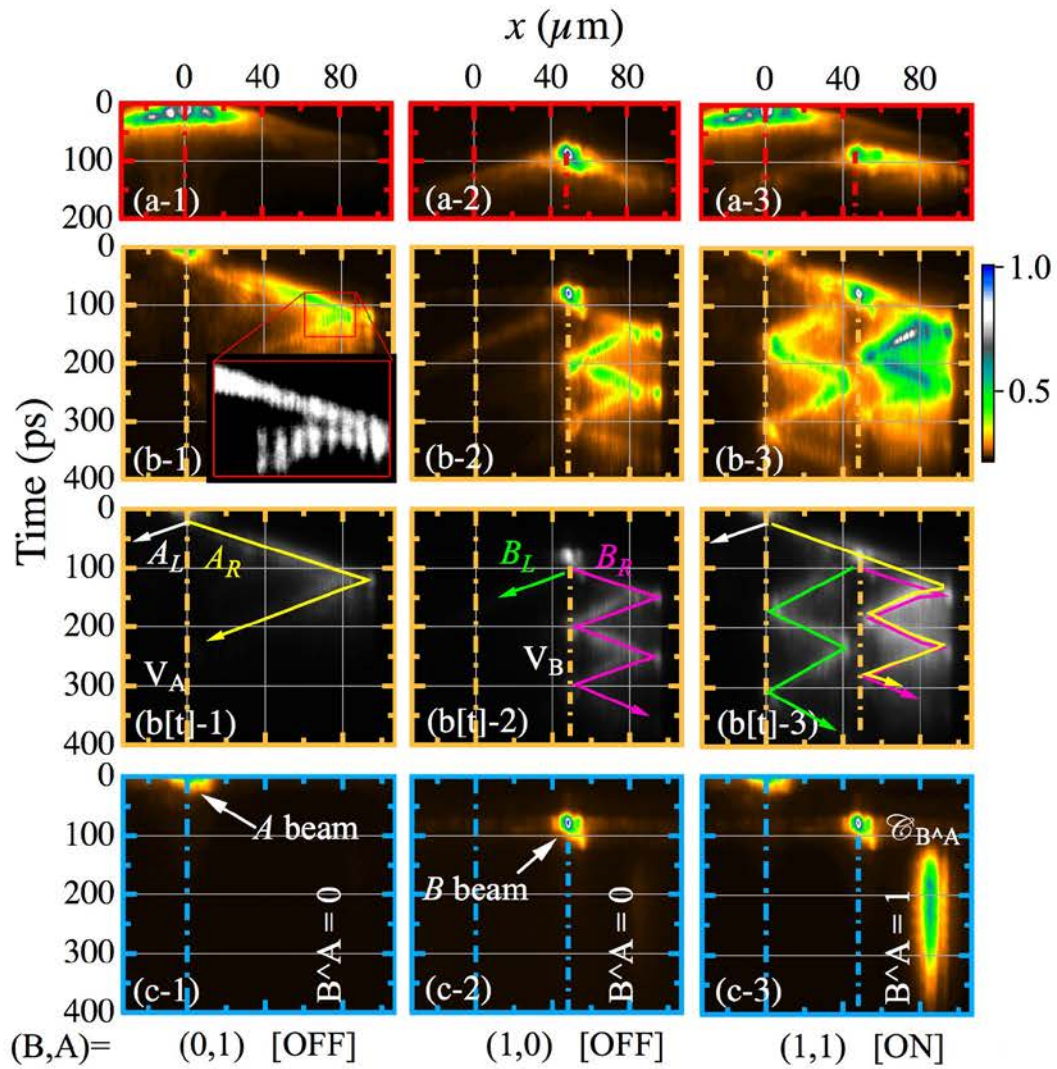 x (μm)
0 40 80 0 40 80 0 40 80
0
100
200
(a-1) (a-2) (a-3)
0
100
200
300
400
(b-1) (b-2) (b-3)
1.0
0.5
Time (ps)
0
100
200
300
400
A_L A_R B_L B_R
V_A V_B
(b[t]-1) (b[t]-2) (b[t]-3)
0
100
200
300
400
A beam
B beam
𝒞_B^A
B^A = 0 B^A = 0 B^A = 1
(c-1) (c-2) (c-3)
(B,A)= (0,1) [OFF] (1,0) [OFF] (1,1) [ON]